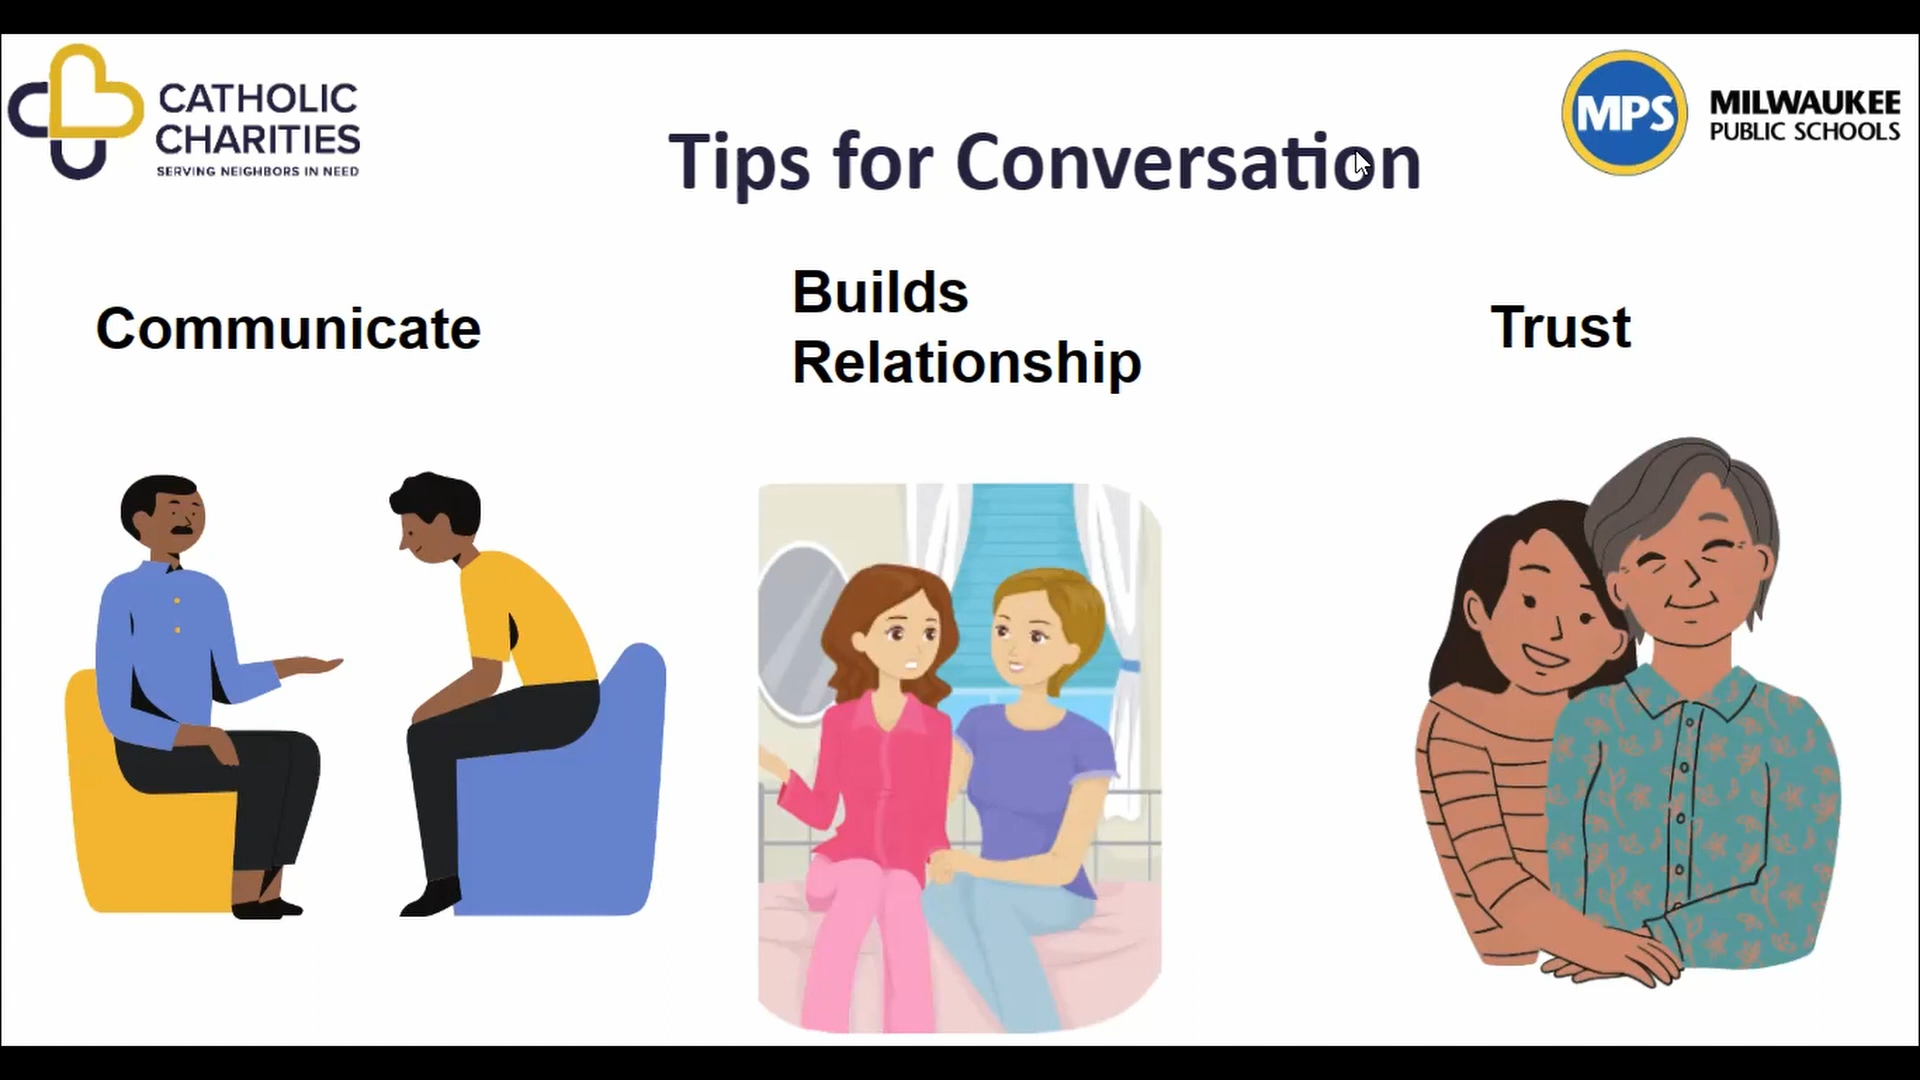 CATHOLIC
CHARITIES
SERVING NEIGHBORS IN NEED
Tips for Conversation
MPS
MILWAUKEE
PUBLIC SCHOOLS
Communicate
Builds
Relationship
Trust